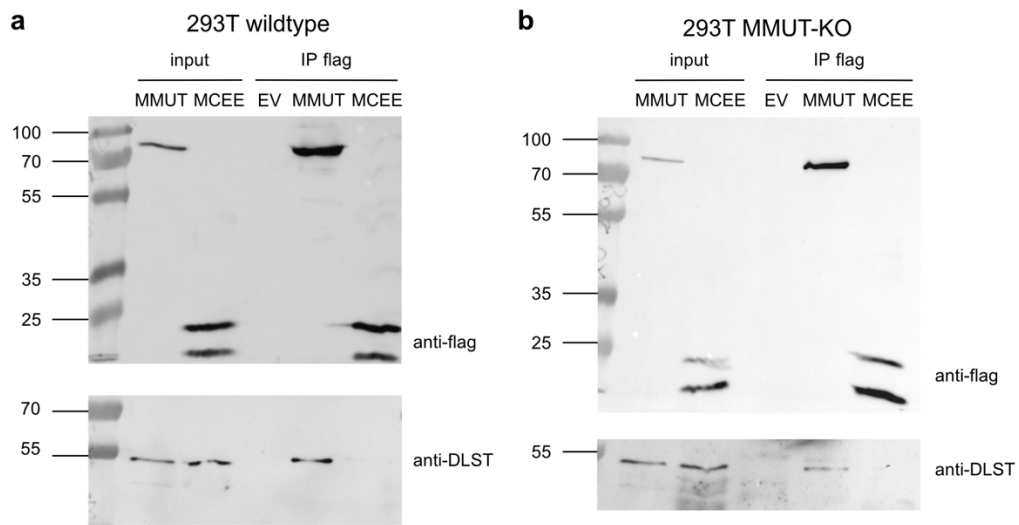 a
293T wildtype
input IP flag
MMUT MCEE EV MMUT MCEE
100
70
55
35
25
anti-flag
70
55
anti-DLST
b
293T MMUT-KO
input IP flag
MMUT MCEE EV MMUT MCEE
100
70
55
35
25
anti-flag
55
anti-DLST